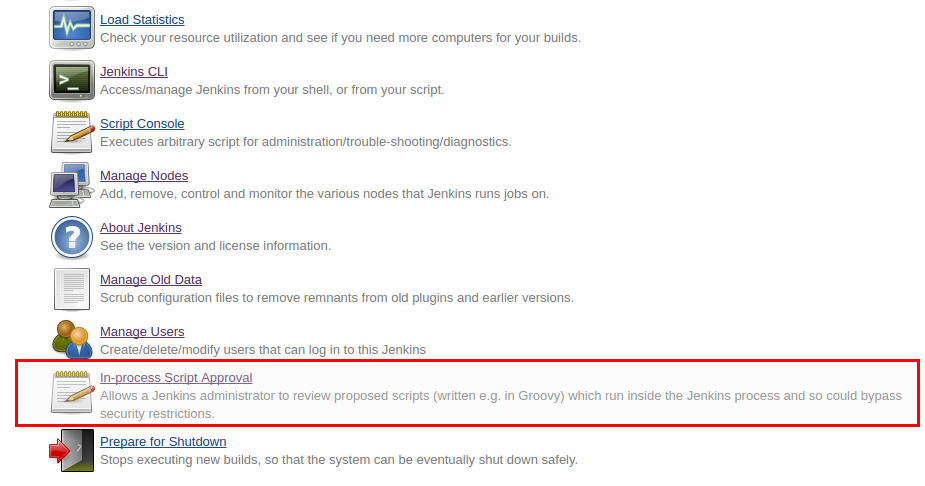 Load Statistics
Check your resource utilization and see if you need more computers for your builds.
Jenkins CLI
Access/manage Jenkins from your shell, or from your script.
Script Console
Executes arbitrary script for administration/trouble-shooting/diagnostics.
Manage Nodes
Add, remove, control and monitor the various nodes that Jenkins runs jobs on.
About Jenkins
See the version and license information.
Manage Old Data
Scrub configuration files to remove remnants from old plugins and earlier versions.
Manage Users
Create/delete/modify users that can log in to this Jenkins
In-process Script Approval
Allows a Jenkins administrator to review proposed scripts (written e.g. in Groovy) which run inside the Jenkins process and so could bypass
security restrictions.
Prepare for Shutdown
Stops executing new builds, so that the system can be eventually shut down safely.